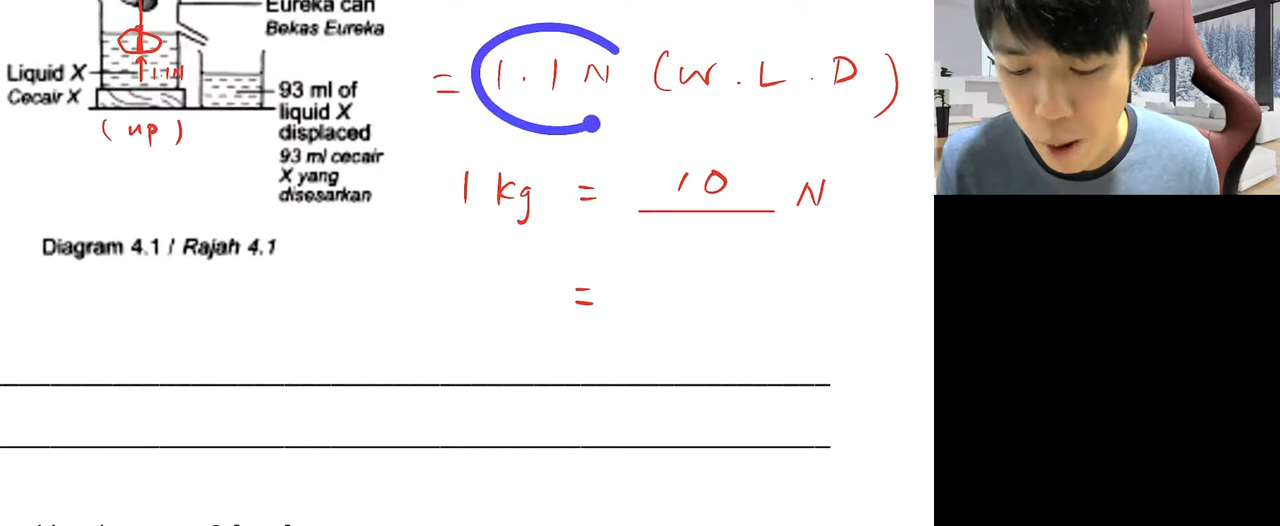 Eureka can
Bekas Eureka
Liquid X
Cecair X
1.1N
(up)
93 ml of
liquid X
displaced
93 ml cecair
X yang
disesarkan
Diagram 4.1 / Rajah 4.1
= 1.1 N (W.L.D)
1 kg = 10 N
=